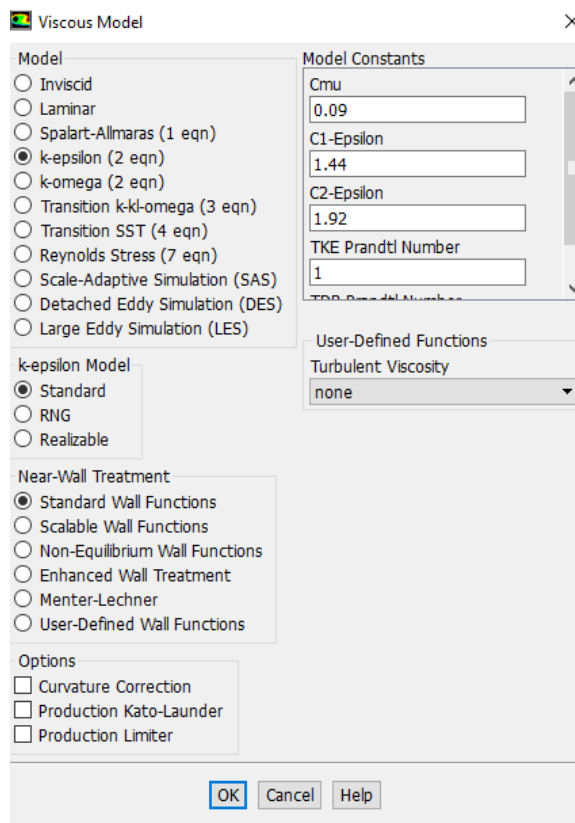 Viscous Model
Model
Inviscid
Laminar
Spalart-Allmaras (1 eqn)
k-epsilon (2 eqn)
k-omega (2 eqn)
Transition k-kl-omega (3 eqn)
Transition SST (4 eqn)
Reynolds Stress (7 eqn)
Scale-Adaptive Simulation (SAS)
Detached Eddy Simulation (DES)
Large Eddy Simulation (LES)
k-epsilon Model
Standard
RNG
Realizable
Near-Wall Treatment
Standard Wall Functions
Scalable Wall Functions
Non-Equilibrium Wall Functions
Enhanced Wall Treatment
Menter-Lechner
User-Defined Wall Functions
Options
Curvature Correction
Production Kato-Launder
Production Limiter
Model Constants
Cmu
0.09
C1-Epsilon
1.44
C2-Epsilon
1.92
TKE Prandtl Number
1
TDR Prandtl Number
User-Defined Functions
Turbulent Viscosity
none
OK
Cancel
Help